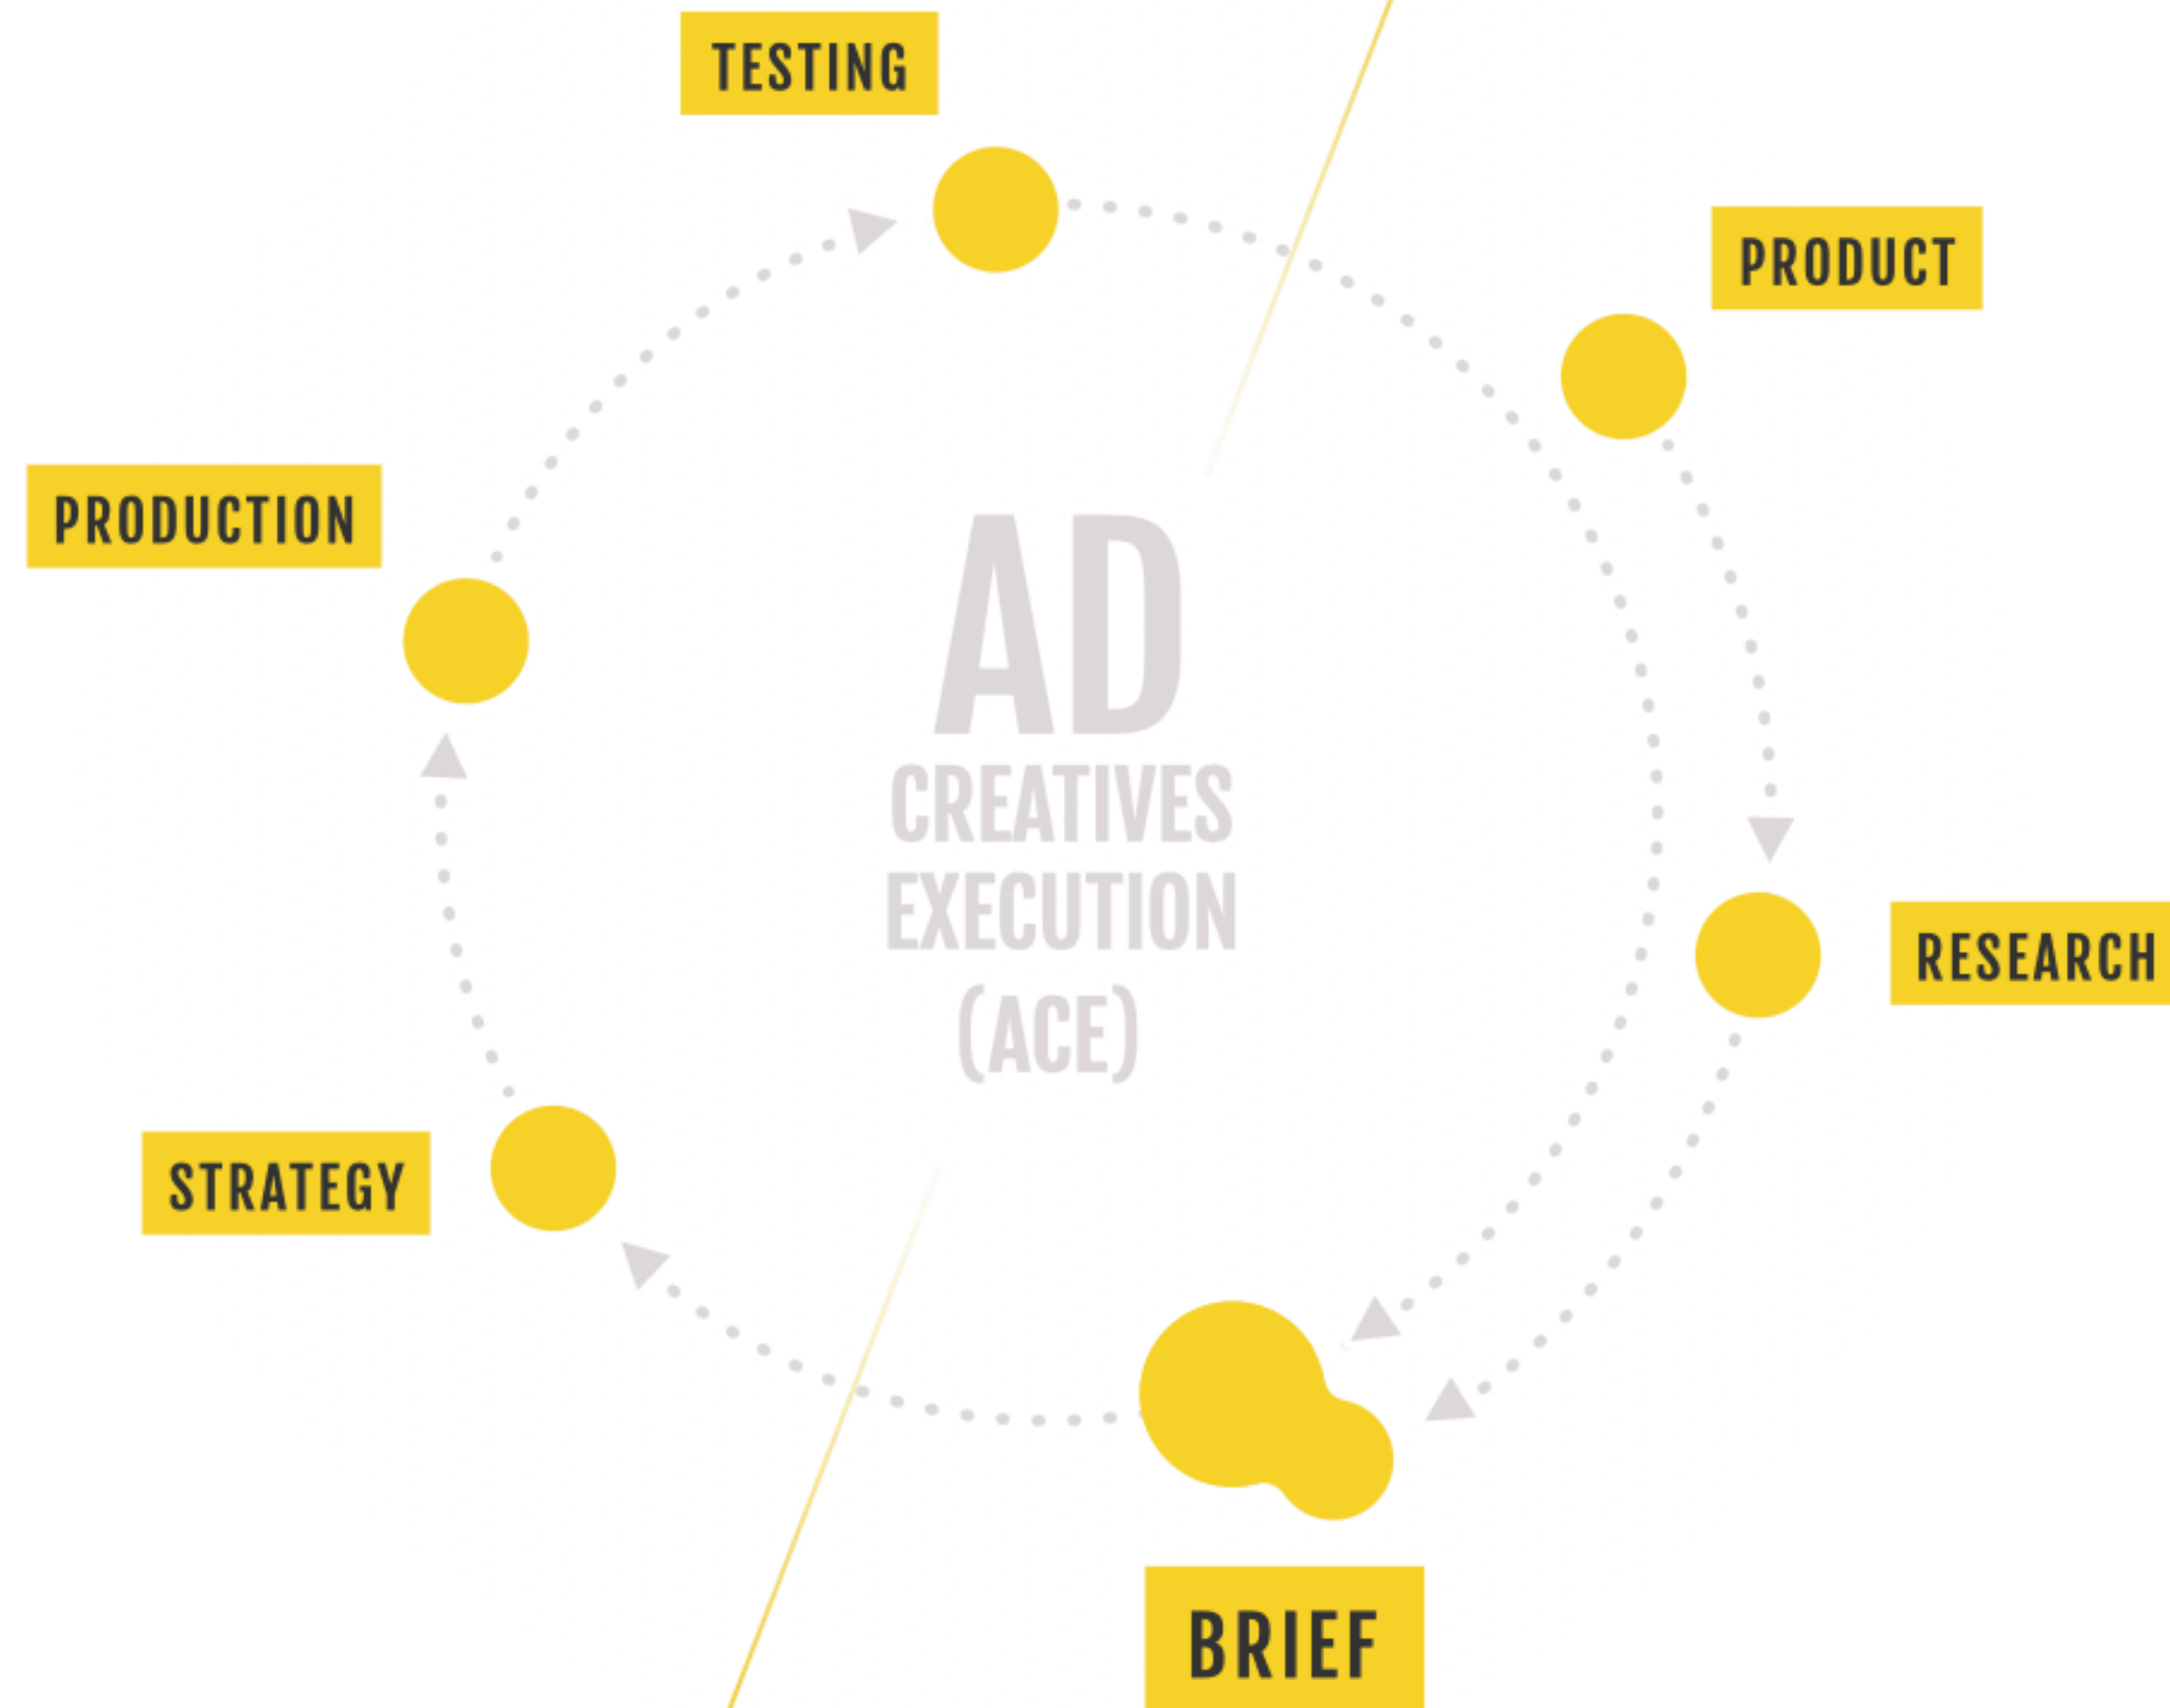 TESTING
PRODUCT
PRODUCTION
AD
CREATIVES
EXECUTION
(ACE)
RESEARCH
STRATEGY
BRIEF